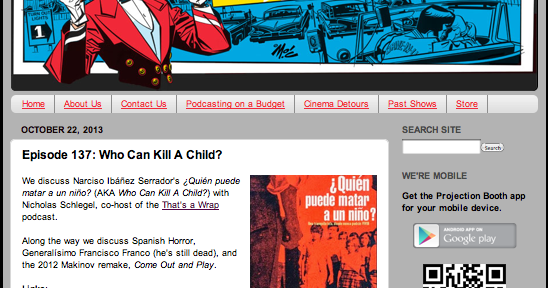 TURN LIGHTS
1
Home
About Us
Contact Us
Podcasting on a Budget
Cinema Detours
Past Shows
Store
OCTOBER 22, 2013
Episode 137: Who Can Kill A Child?
We discuss Narciso Ibáñez Serrador's ¿Quién puede
matar a un niño? (AKA Who Can Kill A Child?) with
Nicholas Schlegel, co-host of the That's a Wrap
podcast.
Along the way we discuss Spanish Horror,
Generalísimo Francisco Franco (he's still dead), and
the 2012 Makinov remake, Come Out and Play.
Links:
¿Quién
puede matar
a un niño?
SEARCH SITE
Search
WE'RE MOBILE
Get the Projection Booth app
for your mobile device.
ANDROID APP ON
Google play